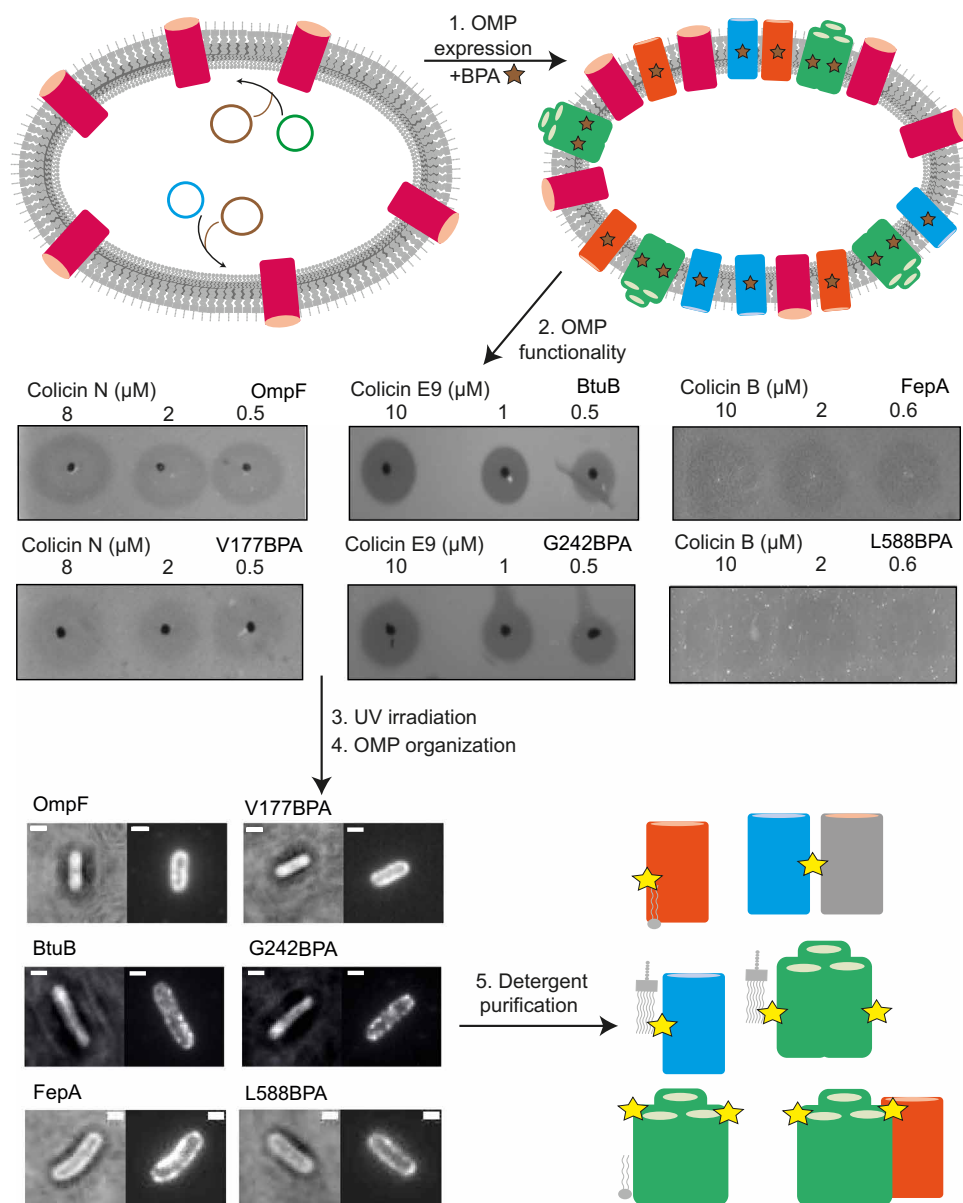 1. OMP
expression
+BPA
2. OMP
functionality
Colicin N (µM) OmpF
8 2 0.5
Colicin E9 (µM) BtuB
10 1 0.5
Colicin B (µM) FepA
10 2 0.6
Colicin N (µM) V177BPA
8 2 0.5
Colicin E9 (µM) G242BPA
10 1 0.5
Colicin B (µM) L588BPA
10 2 0.6
3. UV irradiation
4. OMP organization
OmpF V177BPA
BtuB G242BPA
5. Detergent
purification
FepA L588BPA